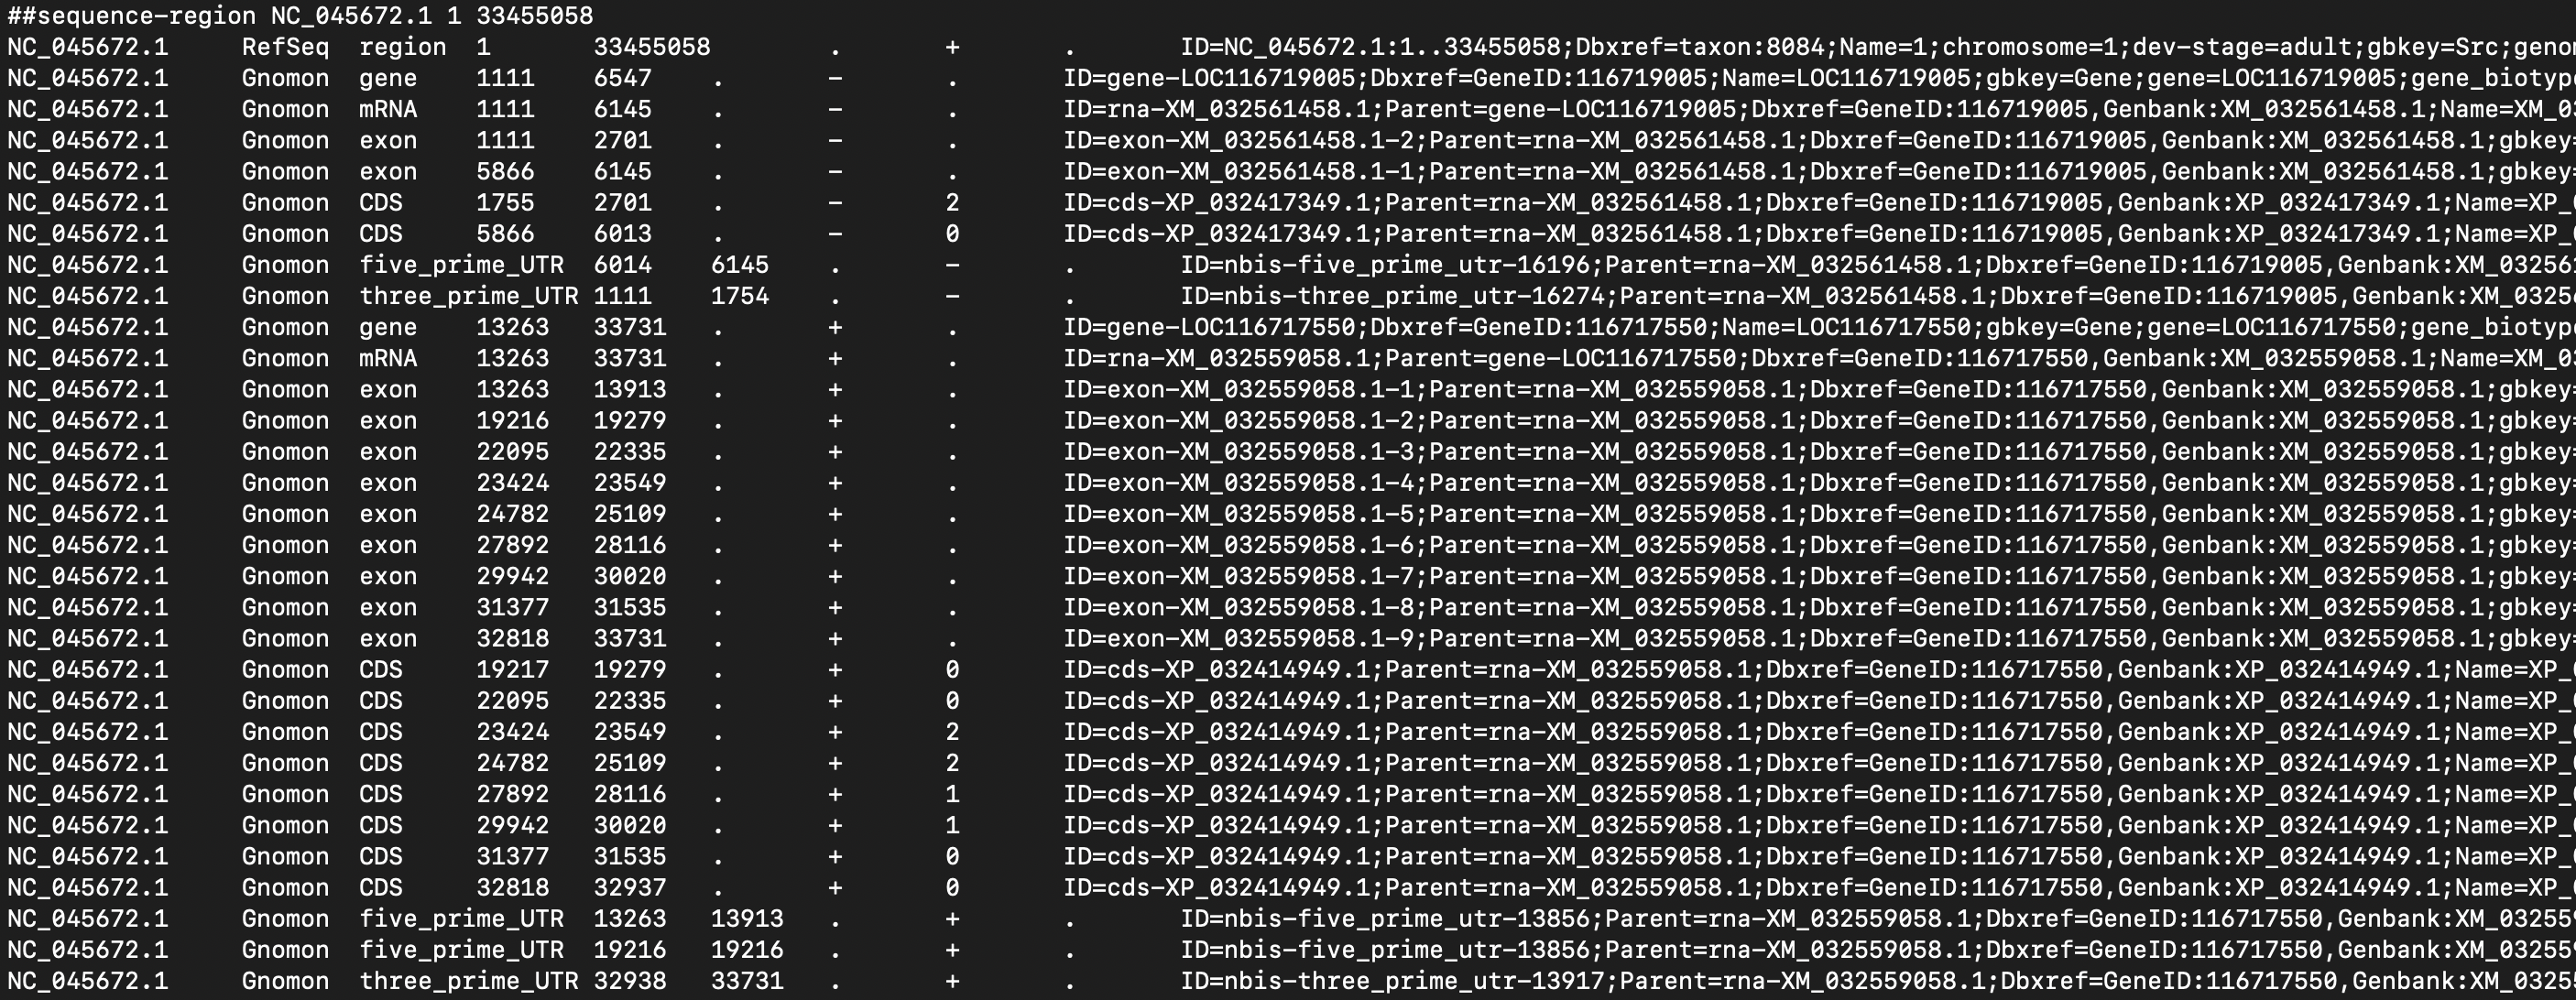 ##sequence-region NC_045672.1 1 33455058
NC_045672.1 RefSeq region 1 33455058 . + . ID=NC_045672.1:1..33455058;Dbxref=taxon:8084;Name=1;chromosome=1;dev-stage=adult;gbkey=Src;geno
NC_045672.1 Gnomon gene 1111 6547 . - . ID=gene-LOC116719005;Dbxref=GeneID:116719005;Name=LOC116719005;gbkey=Gene;gene=LOC116719005;gene_biotyp
NC_045672.1 Gnomon mRNA 1111 6145 . - . ID=rna-XM_032561458.1;Parent=gene-LOC116719005;Dbxref=GeneID:116719005,Genbank:XM_032561458.1;Name=XM_03
NC_045672.1 Gnomon exon 1111 2701 . - . ID=exon-XM_032561458.1-2;Parent=rna-XM_032561458.1;Dbxref=GeneID:116719005,Genbank:XM_032561458.1;gbkey=
NC_045672.1 Gnomon exon 5866 6145 . - . ID=exon-XM_032561458.1-1;Parent=rna-XM_032561458.1;Dbxref=GeneID:116719005,Genbank:XM_032561458.1;gbkey=
NC_045672.1 Gnomon CDS 1755 2701 . - 2 ID=cds-XP_032417349.1;Parent=rna-XM_032561458.1;Dbxref=GeneID:116719005,Genbank:XP_032417349.1;Name=XP_0
NC_045672.1 Gnomon CDS 5866 6013 . - 0 ID=cds-XP_032417349.1;Parent=rna-XM_032561458.1;Dbxref=GeneID:116719005,Genbank:XP_032417349.1;Name=XP_0
NC_045672.1 Gnomon five_prime_UTR 6014 6145 . - . ID=nbis-five_prime_utr-16196;Parent=rna-XM_032561458.1;Dbxref=GeneID:116719005,Genbank:XM_03256
NC_045672.1 Gnomon three_prime_UTR 1111 1754 . - . ID=nbis-three_prime_utr-16274;Parent=rna-XM_032561458.1;Dbxref=GeneID:116719005,Genbank:XM_0325
NC_045672.1 Gnomon gene 13263 33731 . + . ID=gene-LOC116717550;Dbxref=GeneID:116717550;Name=LOC116717550;gbkey=Gene;gene=LOC116717550;gene_biotyp
NC_045672.1 Gnomon mRNA 13263 33731 . + . ID=rna-XM_032559058.1;Parent=gene-LOC116717550;Dbxref=GeneID:116717550,Genbank:XM_032559058.1;Name=XM_03
NC_045672.1 Gnomon exon 13263 13913 . + . ID=exon-XM_032559058.1-1;Parent=rna-XM_032559058.1;Dbxref=GeneID:116717550,Genbank:XM_032559058.1;gbkey=
NC_045672.1 Gnomon exon 19216 19279 . + . ID=exon-XM_032559058.1-2;Parent=rna-XM_032559058.1;Dbxref=GeneID:116717550,Genbank:XM_032559058.1;gbkey=
NC_045672.1 Gnomon exon 22095 22335 . + . ID=exon-XM_032559058.1-3;Parent=rna-XM_032559058.1;Dbxref=GeneID:116717550,Genbank:XM_032559058.1;gbkey=
NC_045672.1 Gnomon exon 23424 23549 . + . ID=exon-XM_032559058.1-4;Parent=rna-XM_032559058.1;Dbxref=GeneID:116717550,Genbank:XM_032559058.1;gbkey=
NC_045672.1 Gnomon exon 24782 25109 . + . ID=exon-XM_032559058.1-5;Parent=rna-XM_032559058.1;Dbxref=GeneID:116717550,Genbank:XM_032559058.1;gbkey=
NC_045672.1 Gnomon exon 27892 28116 . + . ID=exon-XM_032559058.1-6;Parent=rna-XM_032559058.1;Dbxref=GeneID:116717550,Genbank:XM_032559058.1;gbkey=
NC_045672.1 Gnomon exon 29942 30020 . + . ID=exon-XM_032559058.1-7;Parent=rna-XM_032559058.1;Dbxref=GeneID:116717550,Genbank:XM_032559058.1;gbkey=
NC_045672.1 Gnomon exon 31377 31535 . + . ID=exon-XM_032559058.1-8;Parent=rna-XM_032559058.1;Dbxref=GeneID:116717550,Genbank:XM_032559058.1;gbkey=
NC_045672.1 Gnomon exon 32818 33731 . + . ID=exon-XM_032559058.1-9;Parent=rna-XM_032559058.1;Dbxref=GeneID:116717550,Genbank:XM_032559058.1;gbkey=
NC_045672.1 Gnomon CDS 19217 19279 . + 0 ID=cds-XP_032414949.1;Parent=rna-XM_032559058.1;Dbxref=GeneID:116717550,Genbank:XP_032414949.1;Name=XP_0
NC_045672.1 Gnomon CDS 22095 22335 . + 0 ID=cds-XP_032414949.1;Parent=rna-XM_032559058.1;Dbxref=GeneID:116717550,Genbank:XP_032414949.1;Name=XP_0
NC_045672.1 Gnomon CDS 23424 23549 . + 2 ID=cds-XP_032414949.1;Parent=rna-XM_032559058.1;Dbxref=GeneID:116717550,Genbank:XP_032414949.1;Name=XP_0
NC_045672.1 Gnomon CDS 24782 25109 . + 2 ID=cds-XP_032414949.1;Parent=rna-XM_032559058.1;Dbxref=GeneID:116717550,Genbank:XP_032414949.1;Name=XP_0
NC_045672.1 Gnomon CDS 27892 28116 . + 1 ID=cds-XP_032414949.1;Parent=rna-XM_032559058.1;Dbxref=GeneID:116717550,Genbank:XP_032414949.1;Name=XP_0
NC_045672.1 Gnomon CDS 29942 30020 . + 1 ID=cds-XP_032414949.1;Parent=rna-XM_032559058.1;Dbxref=GeneID:116717550,Genbank:XP_032414949.1;Name=XP_0
NC_045672.1 Gnomon CDS 31377 31535 . + 0 ID=cds-XP_032414949.1;Parent=rna-XM_032559058.1;Dbxref=GeneID:116717550,Genbank:XP_032414949.1;Name=XP_0
NC_045672.1 Gnomon CDS 32818 32937 . + 0 ID=cds-XP_032414949.1;Parent=rna-XM_032559058.1;Dbxref=GeneID:116717550,Genbank:XP_032414949.1;Name=XP_0
NC_045672.1 Gnomon five_prime_UTR 13263 13913 . + . ID=nbis-five_prime_utr-13856;Parent=rna-XM_032559058.1;Dbxref=GeneID:116717550,Genbank:XM_03255
NC_045672.1 Gnomon five_prime_UTR 19216 19216 . + . ID=nbis-five_prime_utr-13856;Parent=rna-XM_032559058.1;Dbxref=GeneID:116717550,Genbank:XM_03255
NC_045672.1 Gnomon three_prime_UTR 32938 33731 . + . ID=nbis-three_prime_utr-13917;Parent=rna-XM_032559058.1;Dbxref=GeneID:116717550,Genbank:XM_0325